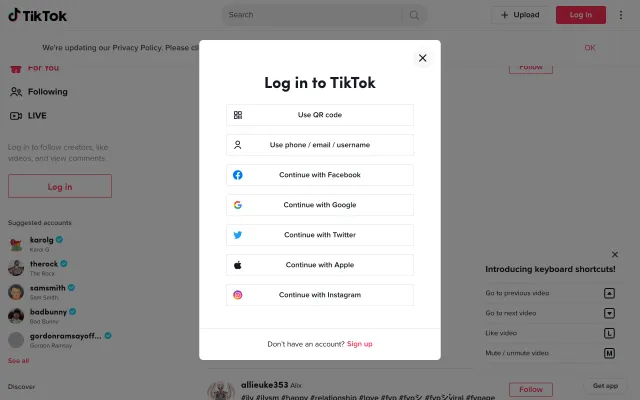 TikTok
Search
Upload
Log in
We're updating our Privacy Policy. Please cli
OK
For You
Following
LIVE
Log in to follow creators, like
videos, and view comments.
Log in
Suggested accounts
karolg
Karol G
therock
The Rock
samsmith
Sam Smith
badbunny
Bad Bunny
gordonramsayoff...
Gordon Ramsay
See all
Discover
Log in to TikTok
Use QR code
Use phone / email / username
Continue with Facebook
Continue with Google
Continue with Twitter
Continue with Apple
Continue with Instagram
Don't have an account? Sign up
Follow
Introducing keyboard shortcuts!
Go to previous video
Go to next video
Like video L
Mute / unmute video M
Get app
allieuke353 Alix
Follow
#ily #ilysm #happy #relationship #love #fyp #fypシ #fypシ゚viral #fypage